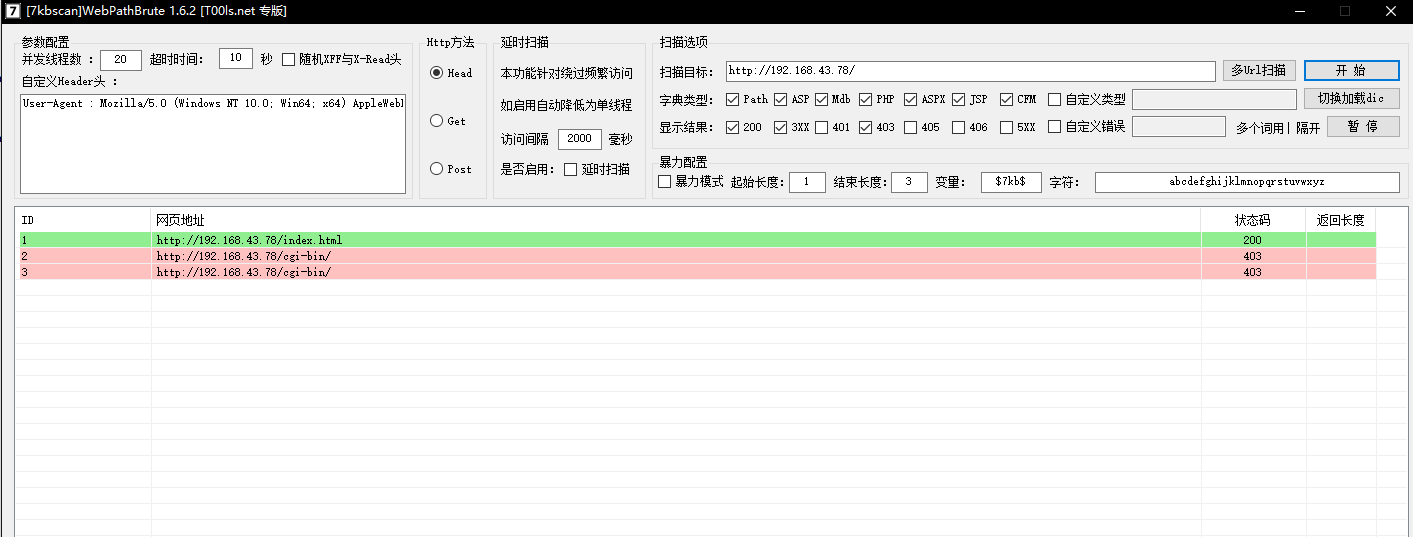 7 [7kbscan]WebPathBrute 1.6.2 [T00ls.net 专版]
参数配置
并发线程数 : 20 超时时间: 10 秒 随机XFF与X-Read头
自定义Header头 :
User-Agent : Mozilla/5.0 (Windows NT 10.0; Win64; x64) AppleWebl
Http方法
Head
Get
Post
延时扫描
本功能针对绕过频繁访问
如启用自动降低为单线程
访问间隔 2000 毫秒
是否启用: 延时扫描
扫描选项
扫描目标: http://192.168.43.78/ 多Url扫描 开 始
字典类型: Path ASP Mdb PHP ASPX JSP CFM 自定义类型 切换加载dic
显示结果: 200 3XX 401 403 405 406 5XX 自定义错误 多个词用| 隔开 暂 停
暴力配置
暴力模式 起始长度: 1 结束长度: 3 变量: $7kb$ 字符: abcdefghijklmnopqrstuvwxyz
ID 网页地址 状态码 返回长度
1 http://192.168.43.78/index.html 200
2 http://192.168.43.78/cgi-bin/ 403
3 http://192.168.43.78/cgi-bin/ 403